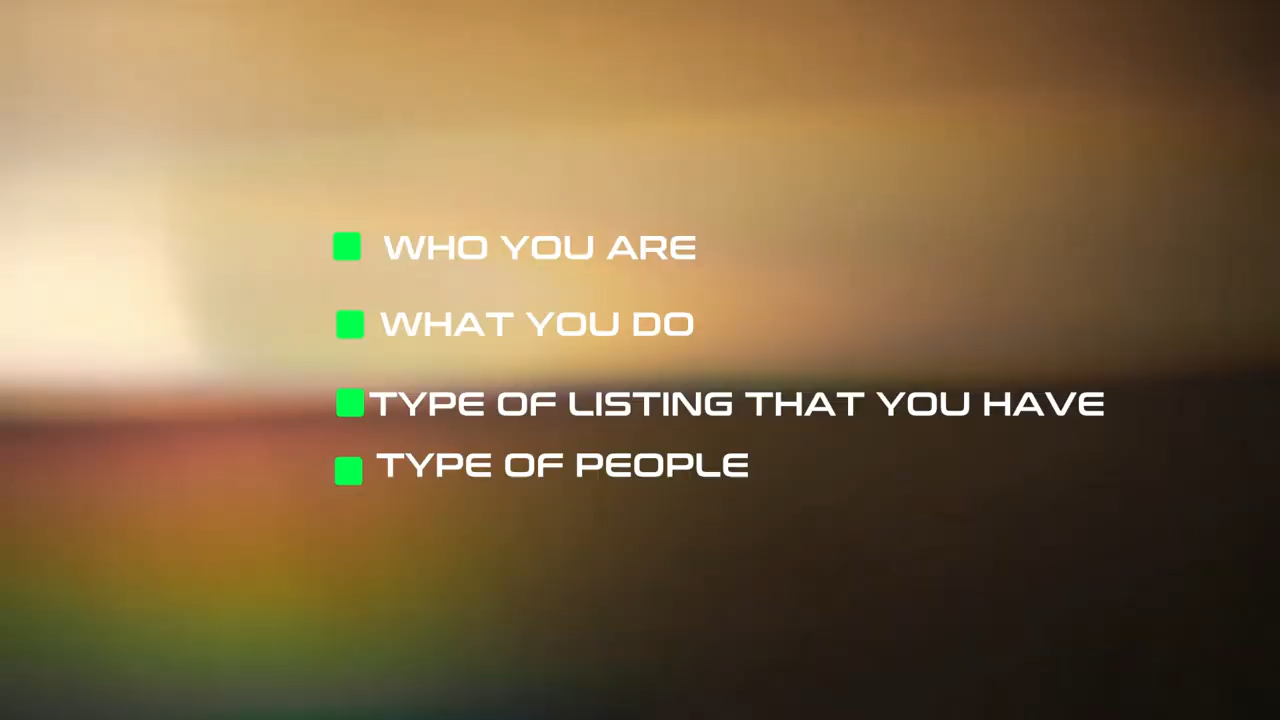 WHO YOU ARE
WHAT YOU DO
TYPE OF LISTING THAT YOU HAVE
TYPE OF PEOPLE